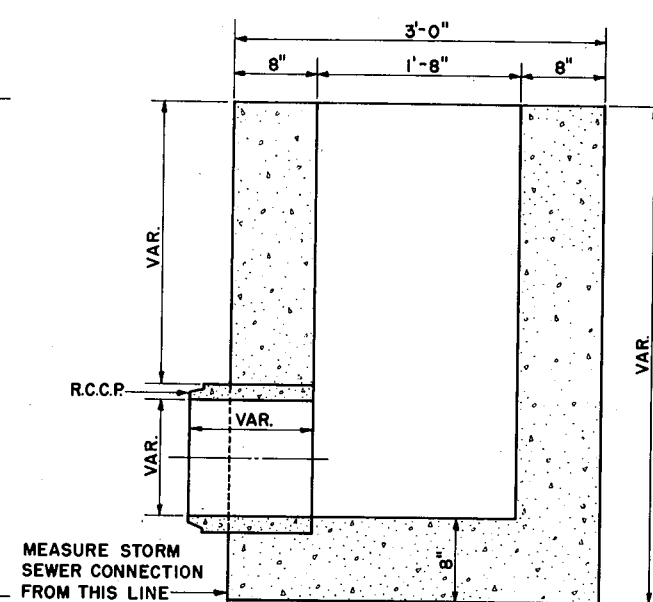 3'-0"
8"
1'-8"
8"
VAR.
VAR.
R.C.C.P.
VAR.
VAR.
8"
MEASURE STORM
SEWER CONNECTION
FROM THIS LINE